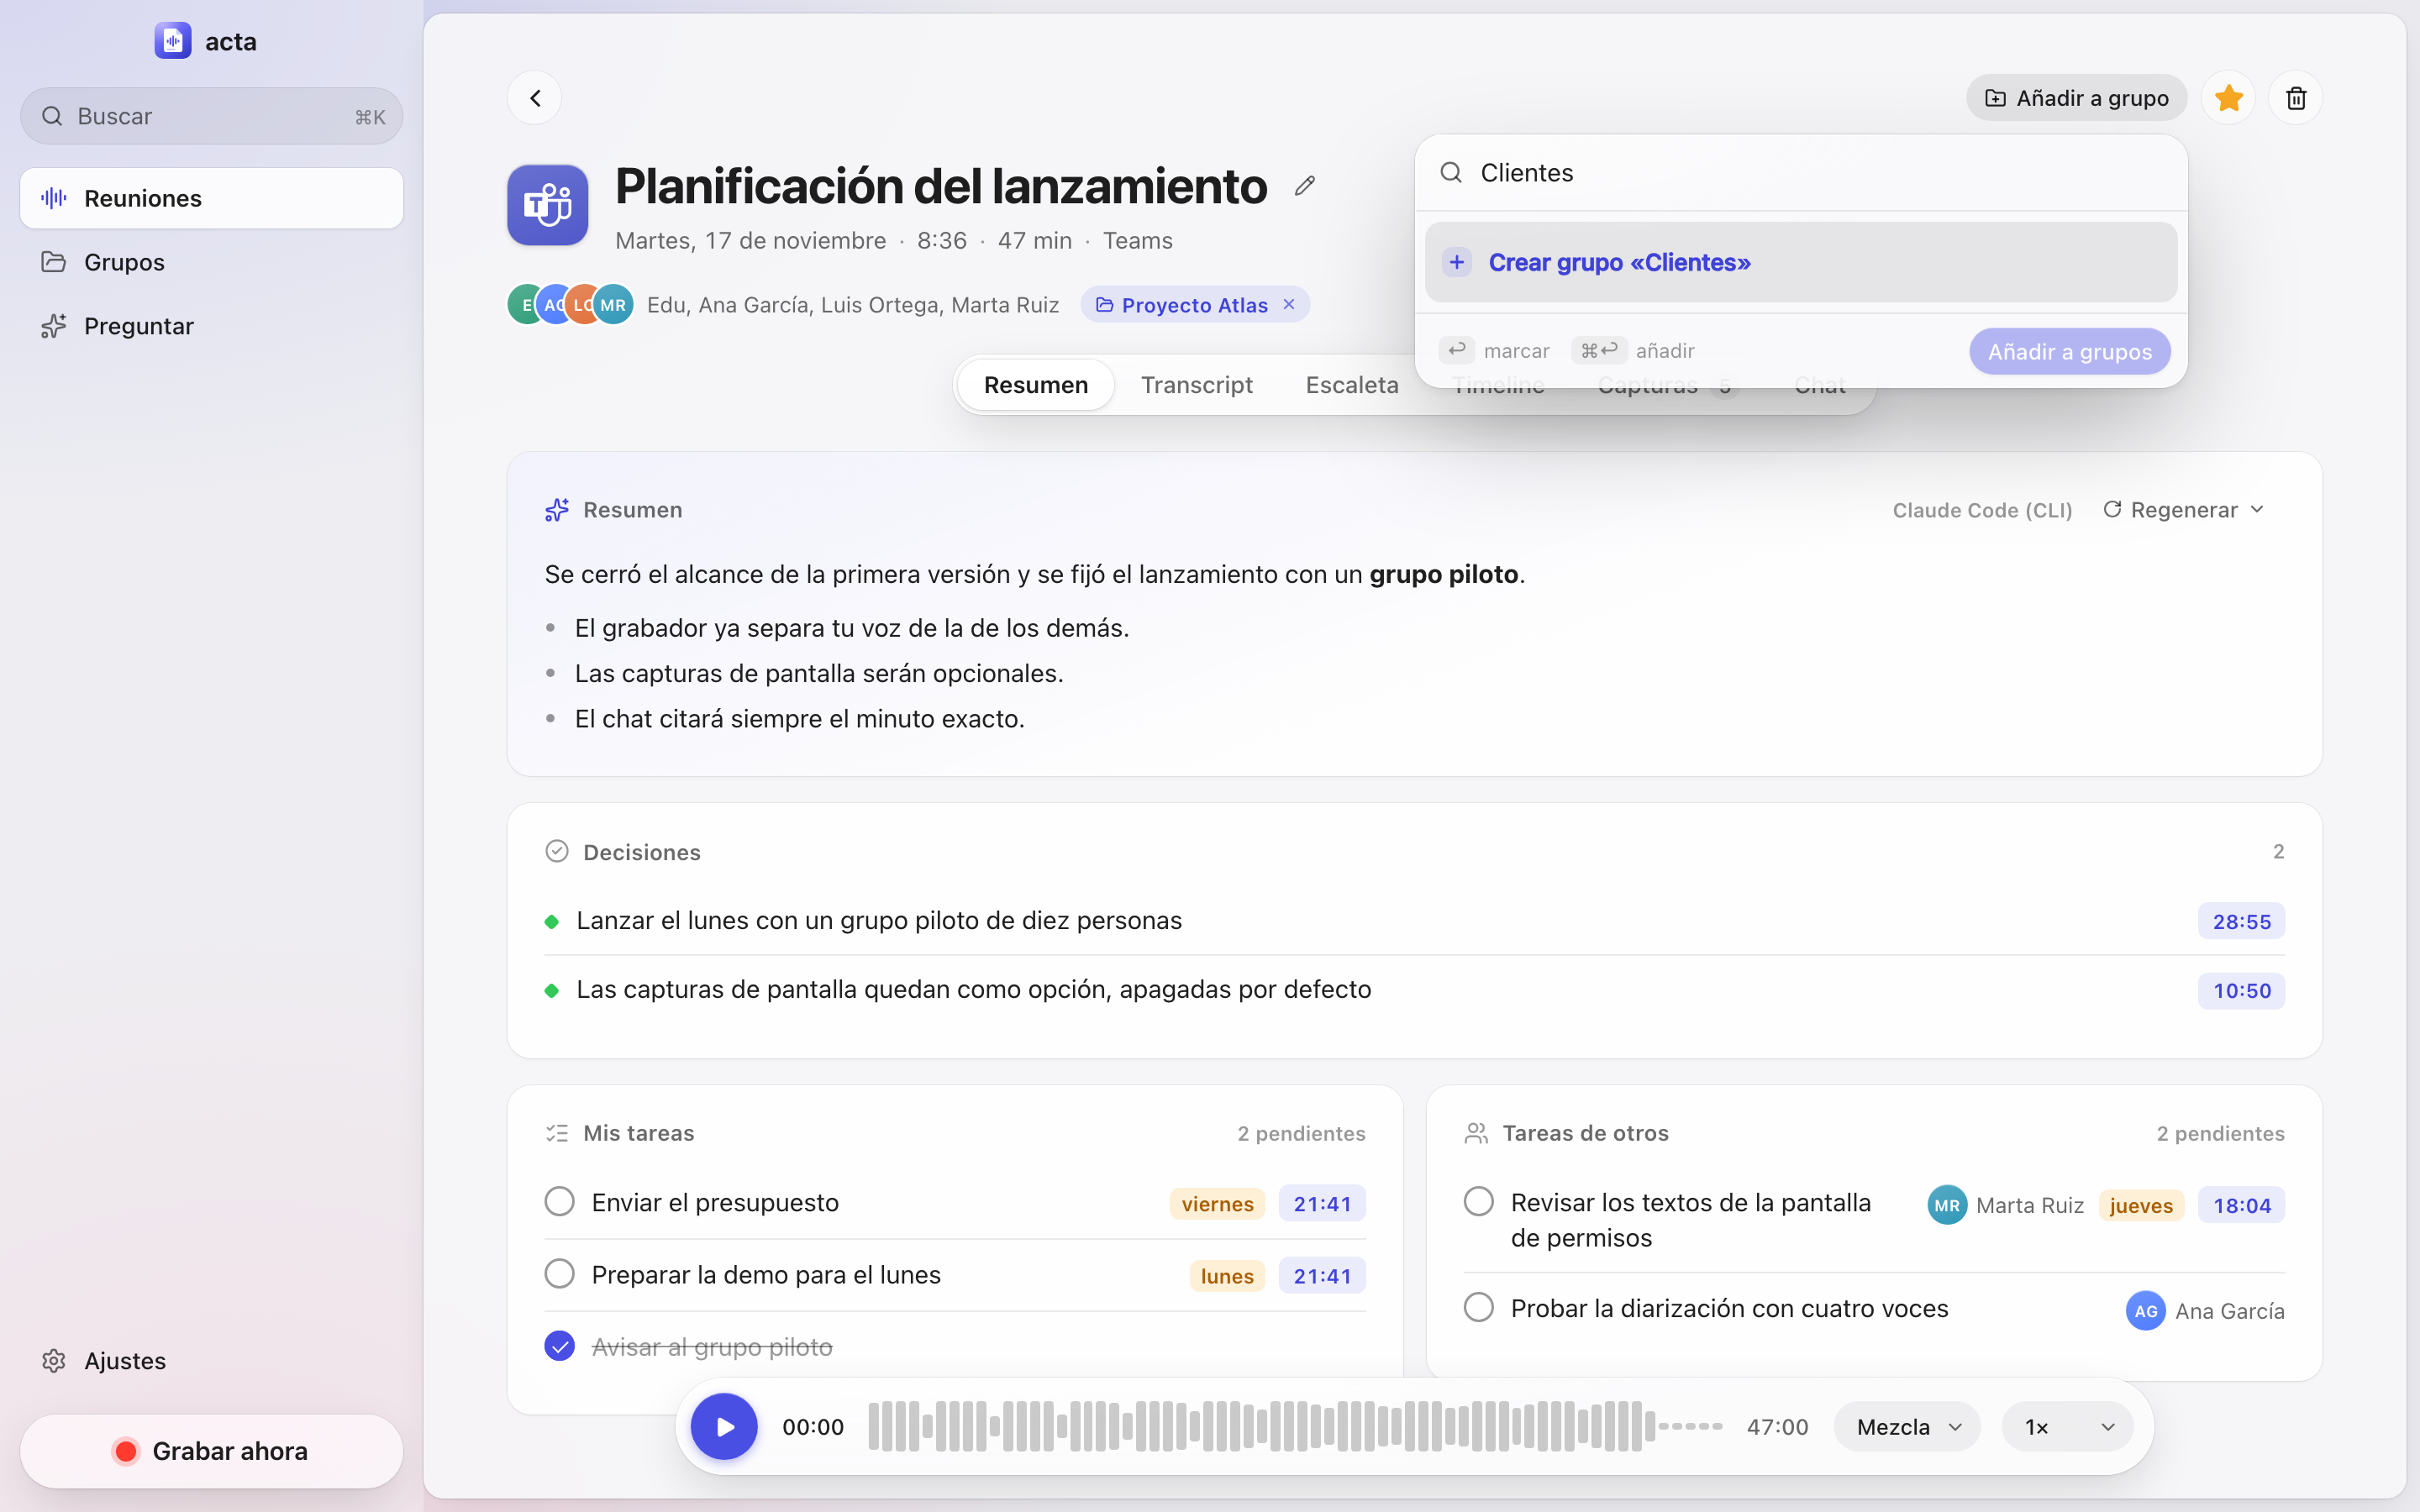 acta
Buscar ⌘K
Reuniones
Grupos
Preguntar
Ajustes
Grabar ahora
Añadir a grupo
Planificación del lanzamiento
Martes, 17 de noviembre · 8:36 · 47 min · Teams
E AG LO MR Edu, Ana García, Luis Ortega, Marta Ruiz Proyecto Atlas ×
Clientes
+ Crear grupo «Clientes»
↩ marcar ⌘↩ añadir Añadir a grupos
Resumen Transcript Escaleta Timeline Capturas 5 Chat
Resumen Claude Code (CLI) Regenerar
Se cerró el alcance de la primera versión y se fijó el lanzamiento con un grupo piloto.
• El grabador ya separa tu voz de la de los demás.
• Las capturas de pantalla serán opcionales.
• El chat citará siempre el minuto exacto.
Decisiones 2
Lanzar el lunes con un grupo piloto de diez personas 28:55
Las capturas de pantalla quedan como opción, apagadas por defecto 10:50
Mis tareas 2 pendientes
Enviar el presupuesto viernes 21:41
Preparar la demo para el lunes lunes 21:41
Avisar al grupo piloto
Tareas de otros 2 pendientes
Revisar los textos de la pantalla MR Marta Ruiz jueves 18:04
de permisos
Probar la diarización con cuatro voces AG Ana García
00:00 47:00 Mezcla 1×